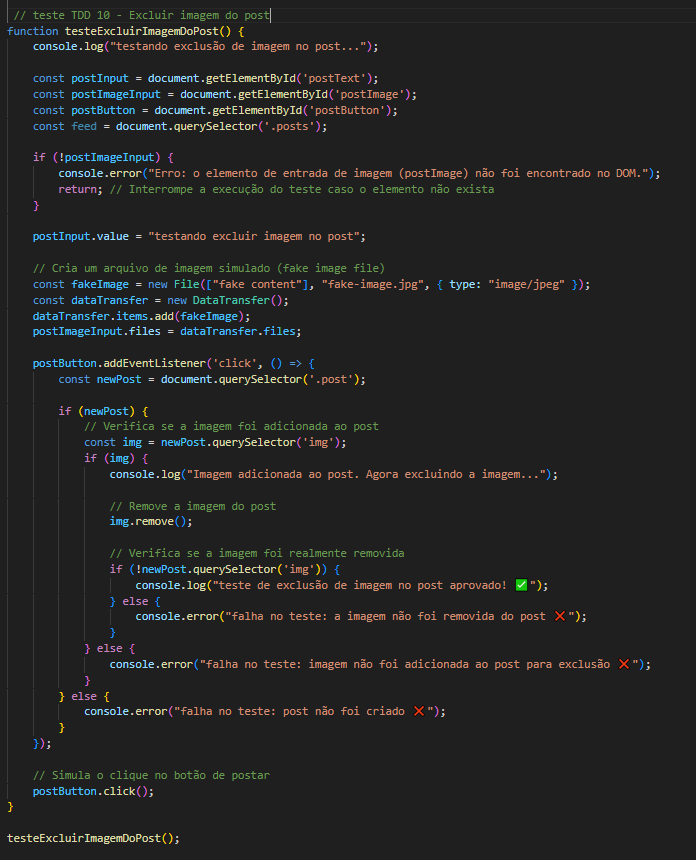 // teste TDD 10 - Excluir imagem do post
function testeExcluirImagemDoPost() {
    console.log("testando exclusão de imagem no post...");

    const postInput = document.getElementById('postText');
    const postImageInput = document.getElementById('postImage');
    const postButton = document.getElementById('postButton');
    const feed = document.querySelector('.posts');

    if (!postImageInput) {
        console.error("Erro: o elemento de entrada de imagem (postImage) não foi encontrado no DOM.");
        return; // Interrompe a execução do teste caso o elemento não exista
    }

    postInput.value = "testando excluir imagem no post";

    // Cria um arquivo de imagem simulado (fake image file)
    const fakeImage = new File(["fake content"], "fake-image.jpg", { type: "image/jpeg" });
    const dataTransfer = new DataTransfer();
    dataTransfer.items.add(fakeImage);
    postImageInput.files = dataTransfer.files;

    postButton.addEventListener('click', () => {
        const newPost = document.querySelector('.post');

        if (newPost) {
            // Verifica se a imagem foi adicionada ao post
            const img = newPost.querySelector('img');
            if (img) {
                console.log("Imagem adicionada ao post. Agora excluindo a imagem...");

                // Remove a imagem do post
                img.remove();

                // Verifica se a imagem foi realmente removida
                if (!newPost.querySelector('img')) {
                    console.log("teste de exclusão de imagem no post aprovado! ✅");
                } else {
                    console.error("falha no teste: a imagem não foi removida do post ❌");
                }
            } else {
                console.error("falha no teste: imagem não foi adicionada ao post para exclusão ❌");
            }
        } else {
            console.error("falha no teste: post não foi criado ❌");
        }
    });

    // Simula o clique no botão de postar
    postButton.click();
}

testeExcluirImagemDoPost();